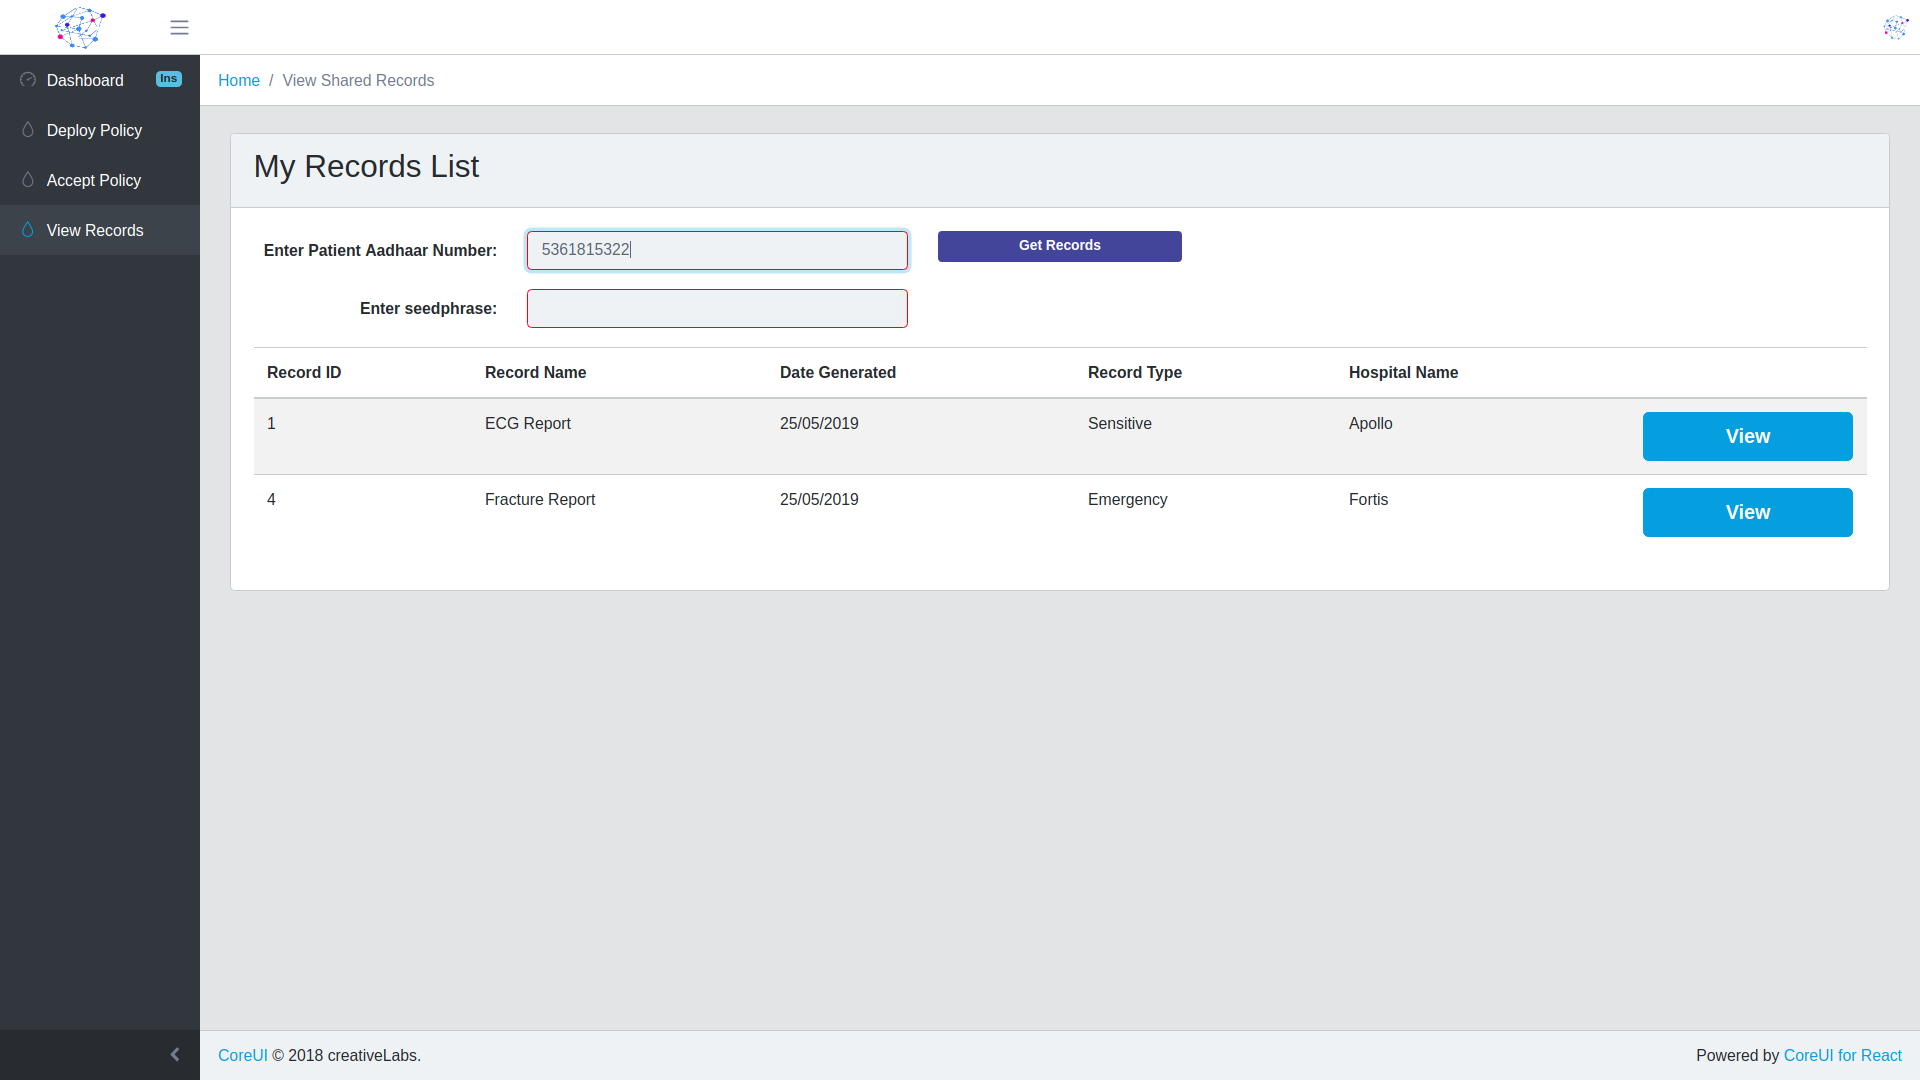 Dashboard Ins
Deploy Policy
Accept Policy
View Records
Home / View Shared Records
My Records List
Enter Patient Aadhaar Number: 5361815322 Get Records
Enter seedphrase:
Record ID Record Name Date Generated Record Type Hospital Name
1 ECG Report 25/05/2019 Sensitive Apollo View
4 Fracture Report 25/05/2019 Emergency Fortis View
CoreUI © 2018 creativeLabs. Powered by CoreUI for React